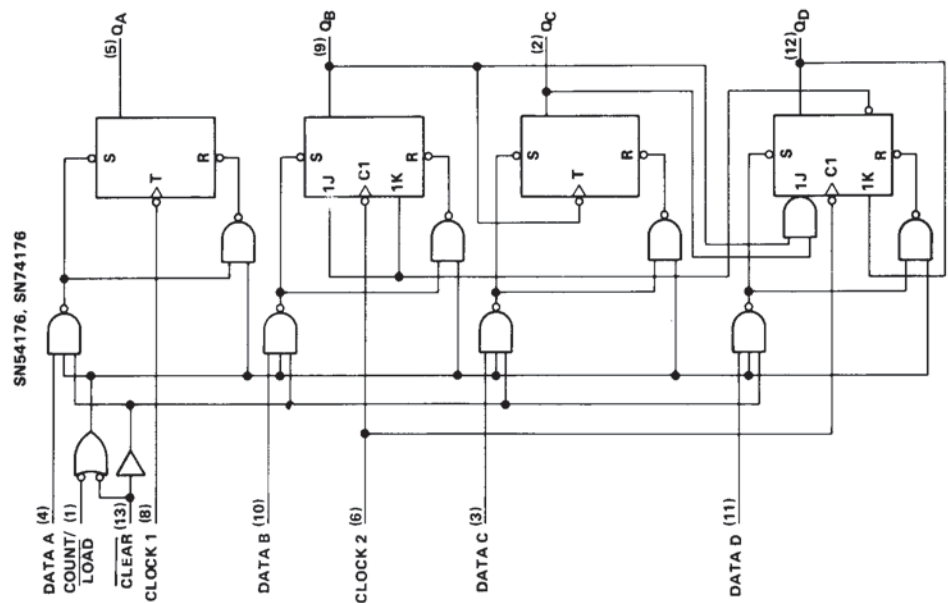 SN54176, SN74176
DATA A (4)
COUNT/ (1)
LOAD
CLEAR (13)
CLOCK 1 (8)
DATA B (10)
CLOCK 2 (6)
DATA C (3)
DATA D (11)
S
T
R
(5) QA
S
1J
C1
1K
R
(9) QB
S
T
R
(2) QC
S
1J
C1
1K
R
(12) QD